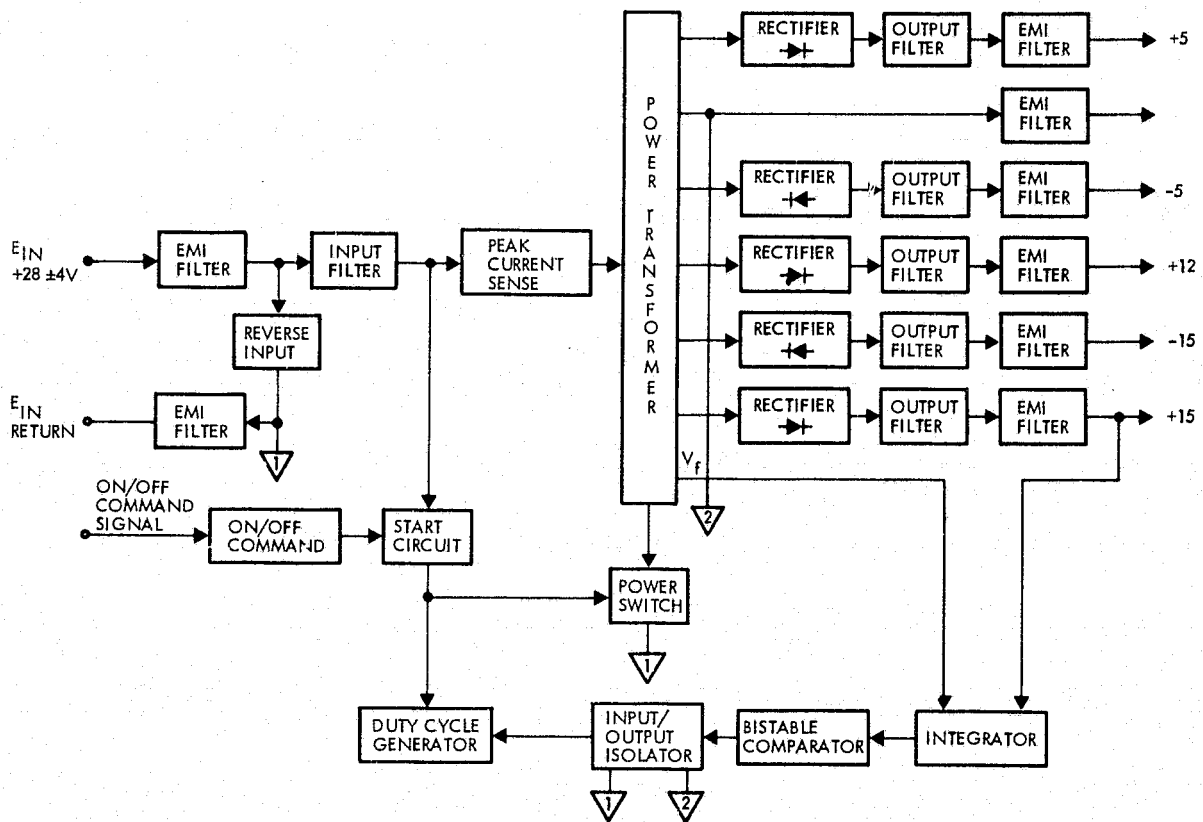 RECTIFIER
OUTPUT
FILTER
EMI
FILTER
+5
EMI
FILTER
RECTIFIER
OUTPUT
FILTER
EMI
FILTER
-5
RECTIFIER
OUTPUT
FILTER
EMI
FILTER
+12
RECTIFIER
OUTPUT
FILTER
EMI
FILTER
-15
RECTIFIER
OUTPUT
FILTER
EMI
FILTER
+15
POWER TRANSFORMER
Vf
2
EIN
+28 ±4V
EMI
FILTER
INPUT
FILTER
PEAK
CURRENT
SENSE
REVERSE
INPUT
EIN
RETURN
EMI
FILTER
1
ON/OFF
COMMAND
SIGNAL
ON/OFF
COMMAND
START
CIRCUIT
POWER
SWITCH
1
DUTY CYCLE
GENERATOR
INPUT/
OUTPUT
ISOLATOR
BISTABLE
COMPARATOR
INTEGRATOR
1
2